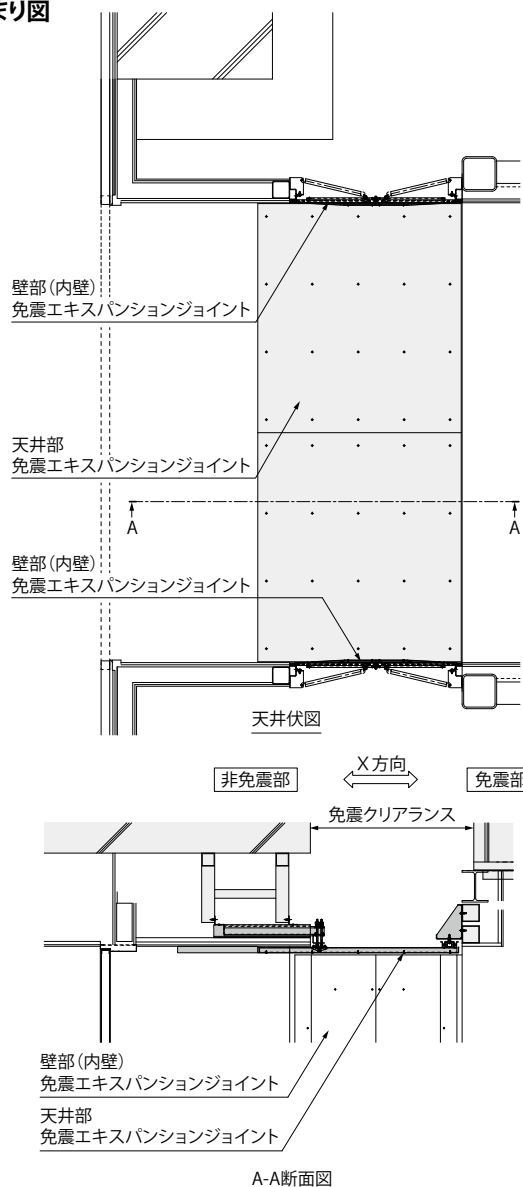 まり図
壁部（内壁）
免震エキスパンションジョイント
天井部
免震エキスパンションジョイント
A
A
壁部（内壁）
免震エキスパンションジョイント
天井伏図
非免震部
X方向
免震部
免震クリアランス
壁部（内壁）
免震エキスパンションジョイント
天井部
免震エキスパンションジョイント
A-A断面図